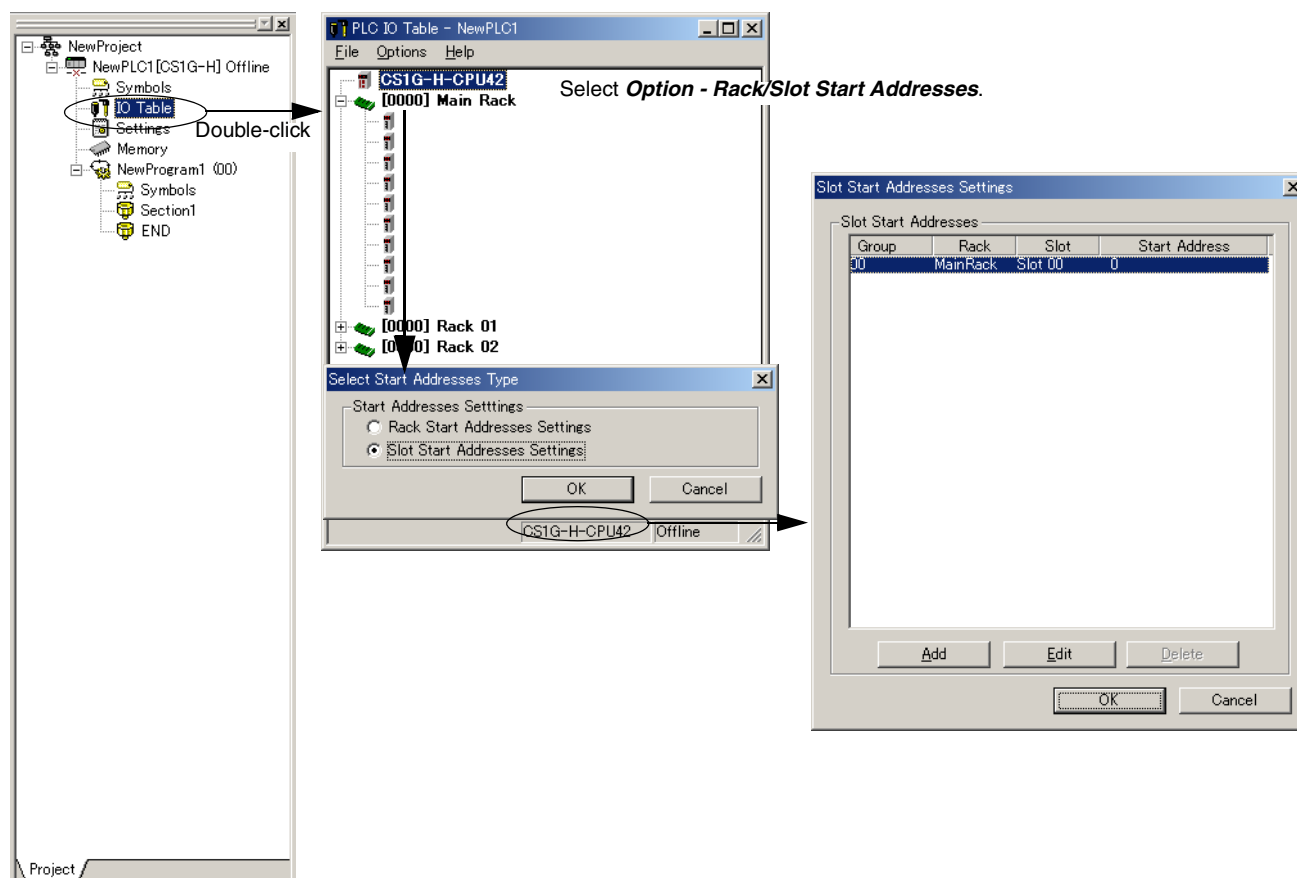 NewProject
NewPLC1[CS1G-H] Offline
Symbols
IO Table
Settings
Memory
NewProgram1 (00)
Symbols
Section1
END
Project
Double-click
PLC IO Table - NewPLC1
File Options Help
CS1G-H-CPU42
[0000] Main Rack
[0000] Rack 01
[0000] Rack 02
Select Option - Rack/Slot Start Addresses.
Select Start Addresses Type
Start Addresses Setttings
Rack Start Addresses Settings
Slot Start Addresses Settings
OK Cancel
CS1G-H-CPU42 Offline
Slot Start Addresses Settings
Slot Start Addresses
Group Rack Slot Start Address
00 MainRack Slot 00 0
Add Edit Delete
OK Cancel